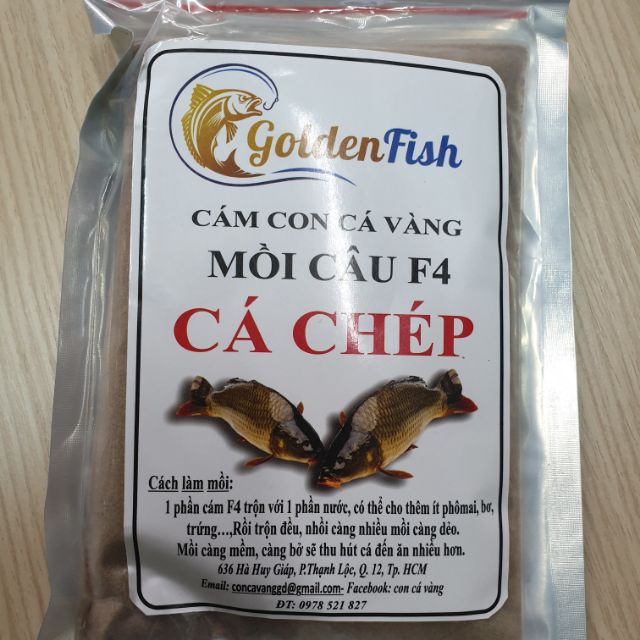 GoldenFish
CÁM CON CÁ VÀNG
MỒI CÂU F4
CÁ CHÉP
Cách làm mồi:
1 phần cám F4 trộn với 1 phần nước, có thể cho thêm ít phômai, bơ,
trứng...,Rồi trộn đều, nhồi càng nhiều mồi càng dẻo.
Mồi càng mềm, càng bở sẽ thu hút cá đến ăn nhiều hơn.
636 Hà Huy Giáp, P.Thạnh Lộc, Q. 12, Tp. HCM
Email: concavanggd@gmail.com- Facebook: con cá vàng
ĐT: 0978 521 827